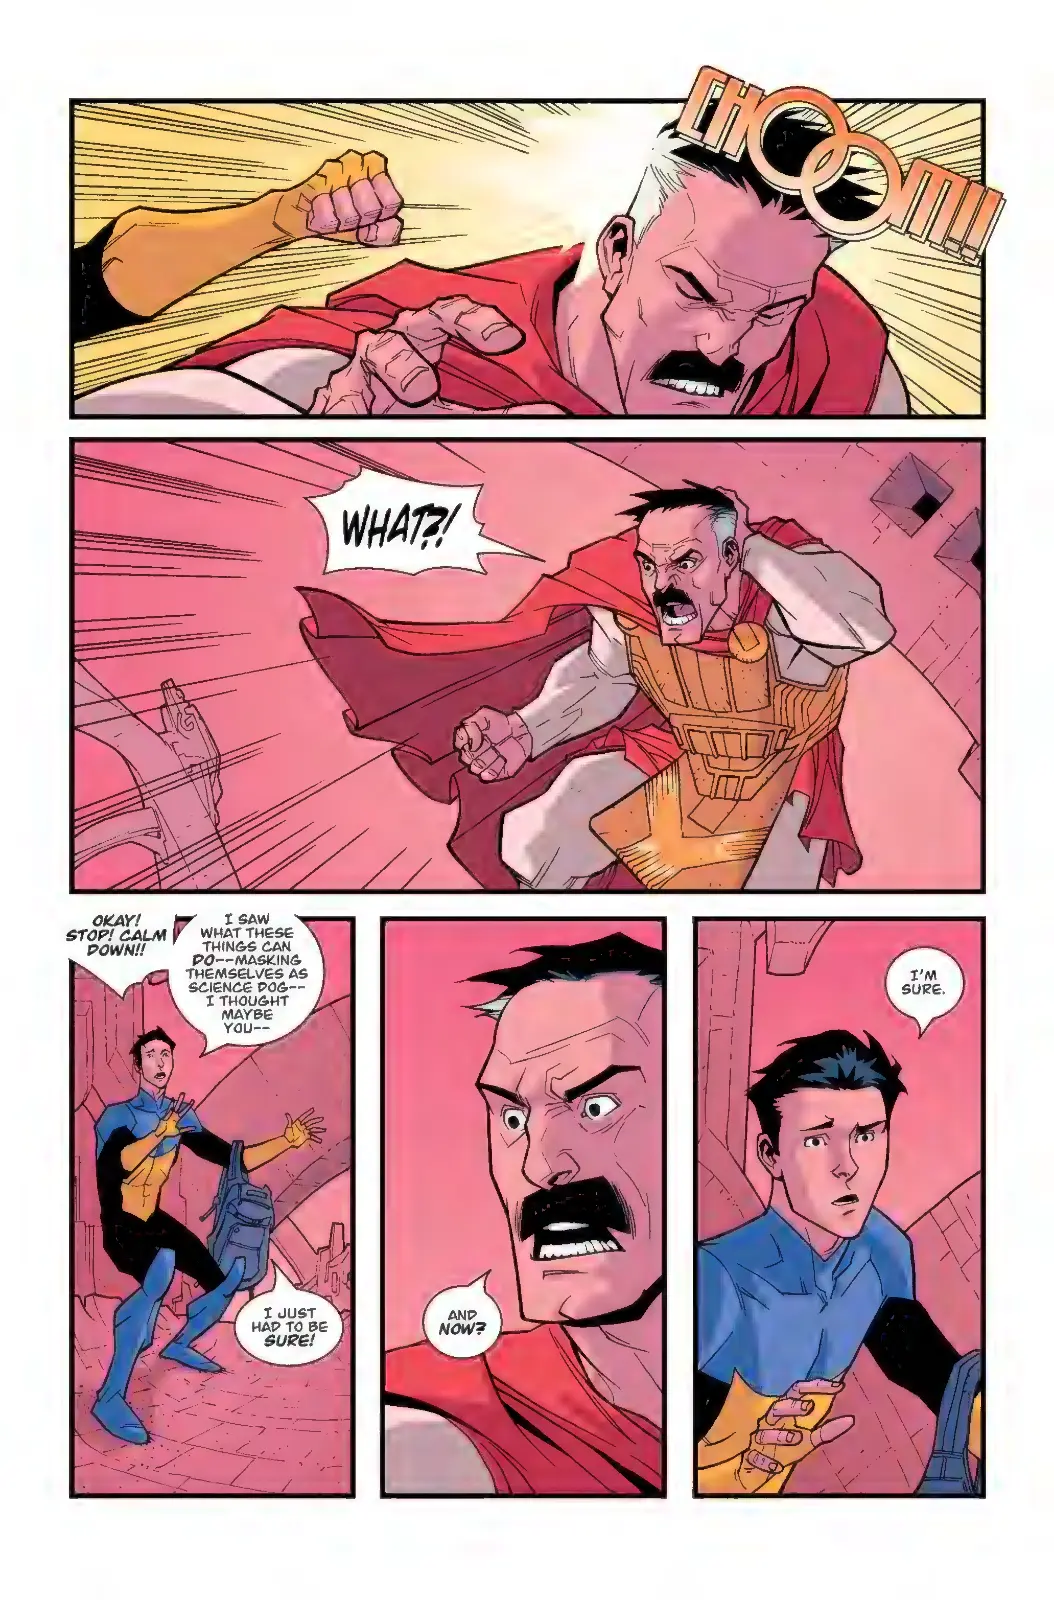 CHOOM!!
WHAT?!
OKAY!
STOP! CALM
DOWN!!
I SAW
WHAT THESE
THINGS CAN
DO--MASKING
THEMSELVES AS
SCIENCE DOG--
I THOUGHT
MAYBE
YOU--
I JUST
HAD TO BE
SURE!
AND
NOW?
I'M
SURE.